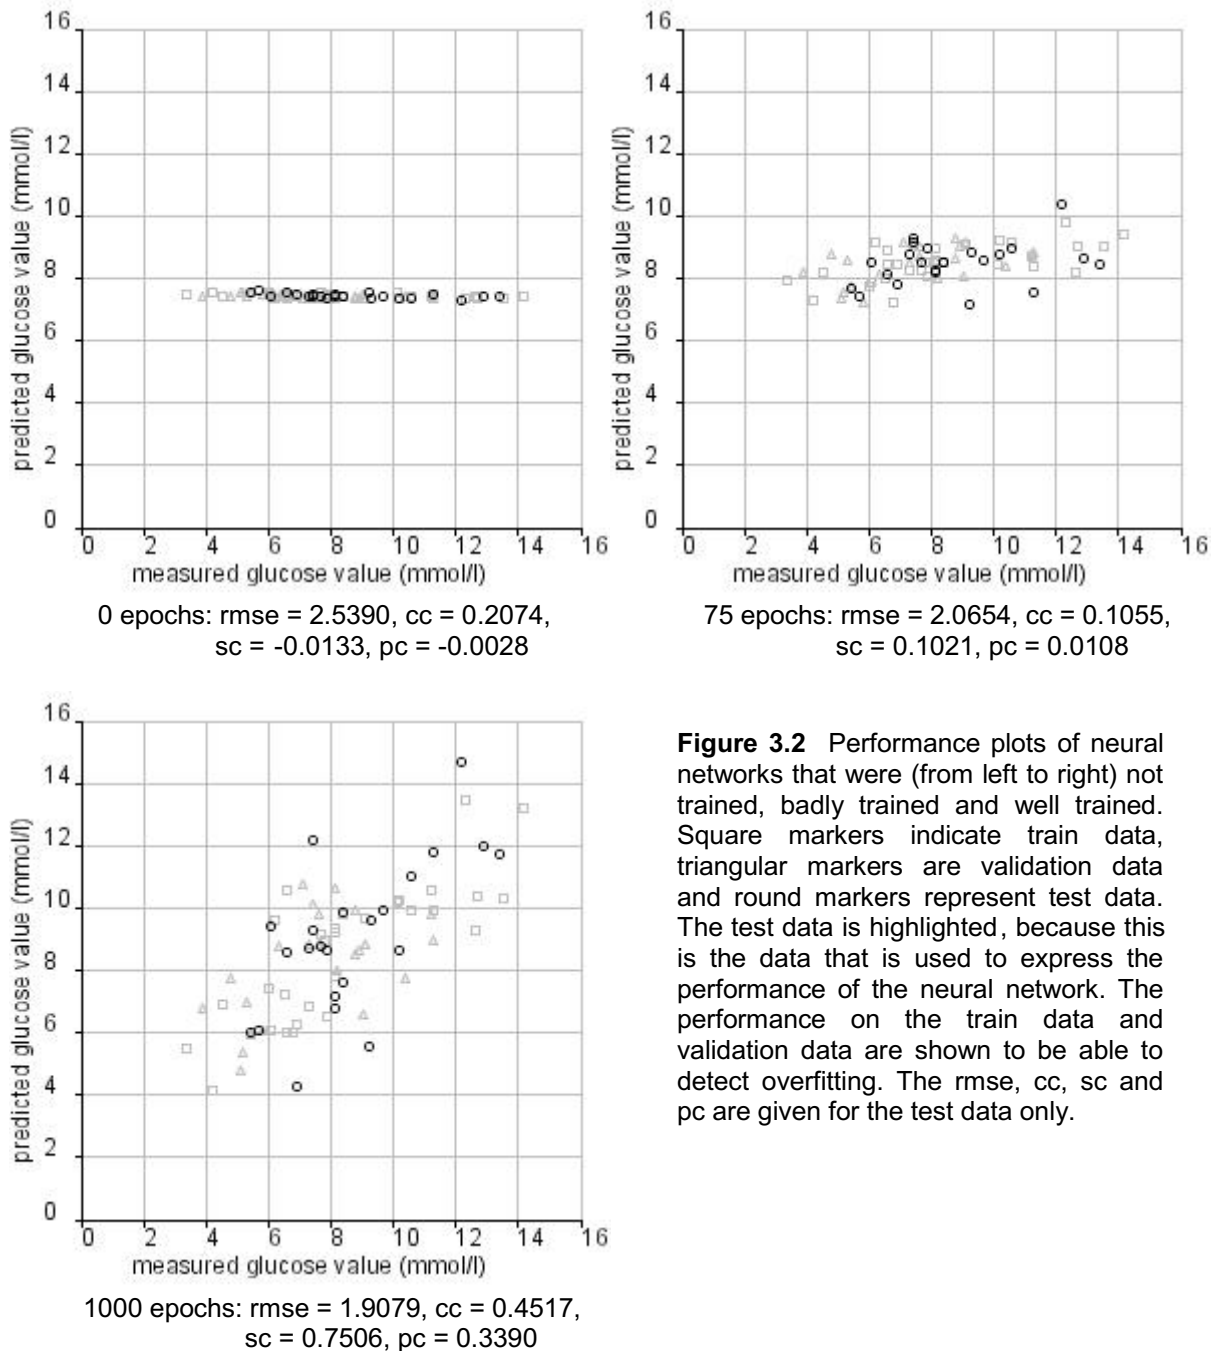 16
14
12
10
8
6
4
2
0
predicted glucose value (mmol/l)
0 2 4 6 8 10 12 14 16
measured glucose value (mmol/l)
0 epochs: rmse = 2.5390, cc = 0.2074,
sc = -0.0133, pc = -0.0028
16
14
12
10
8
6
4
2
0
predicted glucose value (mmol/l)
0 2 4 6 8 10 12 14 16
measured glucose value (mmol/l)
75 epochs: rmse = 2.0654, cc = 0.1055,
sc = 0.1021, pc = 0.0108
16
14
12
10
8
6
4
2
0
predicted glucose value (mmol/l)
0 2 4 6 8 10 12 14 16
measured glucose value (mmol/l)
1000 epochs: rmse = 1.9079, cc = 0.4517,
sc = 0.7506, pc = 0.3390
Figure 3.2 Performance plots of neural
networks that were (from left to right) not
trained, badly trained and well trained.
Square markers indicate train data,
triangular markers are validation data
and round markers represent test data.
The test data is highlighted, because this
is the data that is used to express the
performance of the neural network. The
performance on the train data and
validation data are shown to be able to
detect overfitting. The rmse, cc, sc and
pc are given for the test data only.